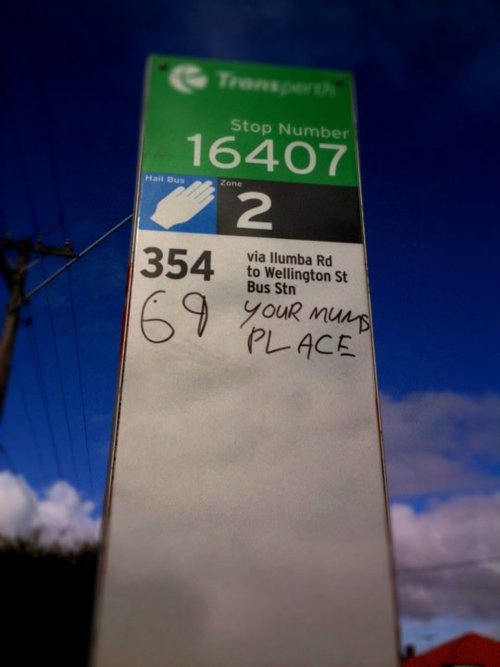 Transperth
Stop Number
16407
Hail Bus
Zone
2
354
via Ilumba Rd
to Wellington St
Bus Stn
69
YOUR MUMS
PLACE